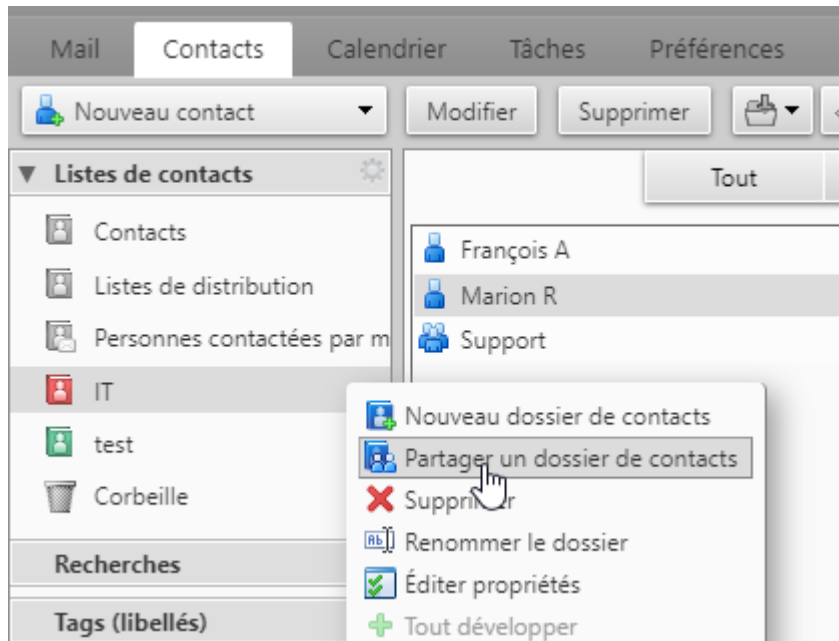 Mail Contacts Calendrier Tâches Préférences
Nouveau contact Modifier Supprimer
Listes de contacts
Tout
Contacts
Listes de distribution
Personnes contactées par m
IT
test
Corbeille
Recherches
Tags (libellés)
François A
Marion R
Support
Nouveau dossier de contacts
Partager un dossier de contacts
Supprimer
Renommer le dossier
Éditer propriétés
Tout développer